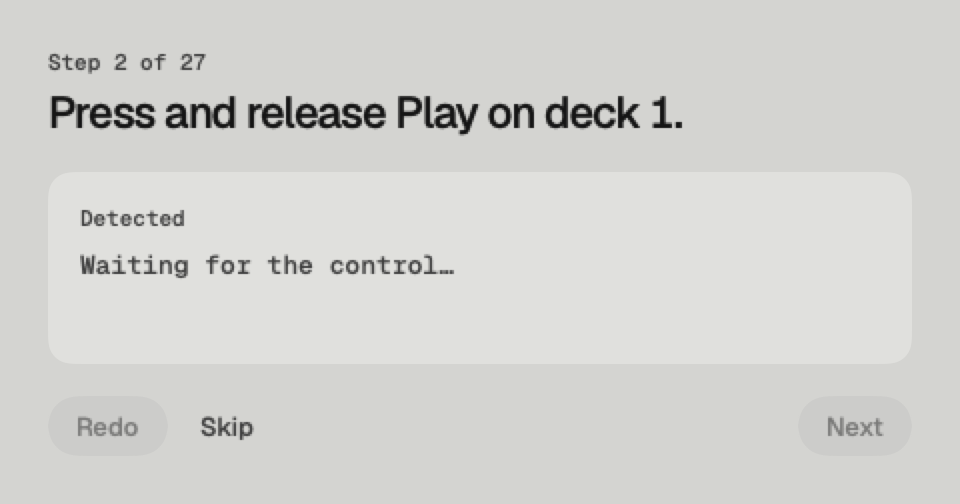 Step 2 of 27
Press and release Play on deck 1.
Detected
Waiting for the control…
Redo
Skip
Next